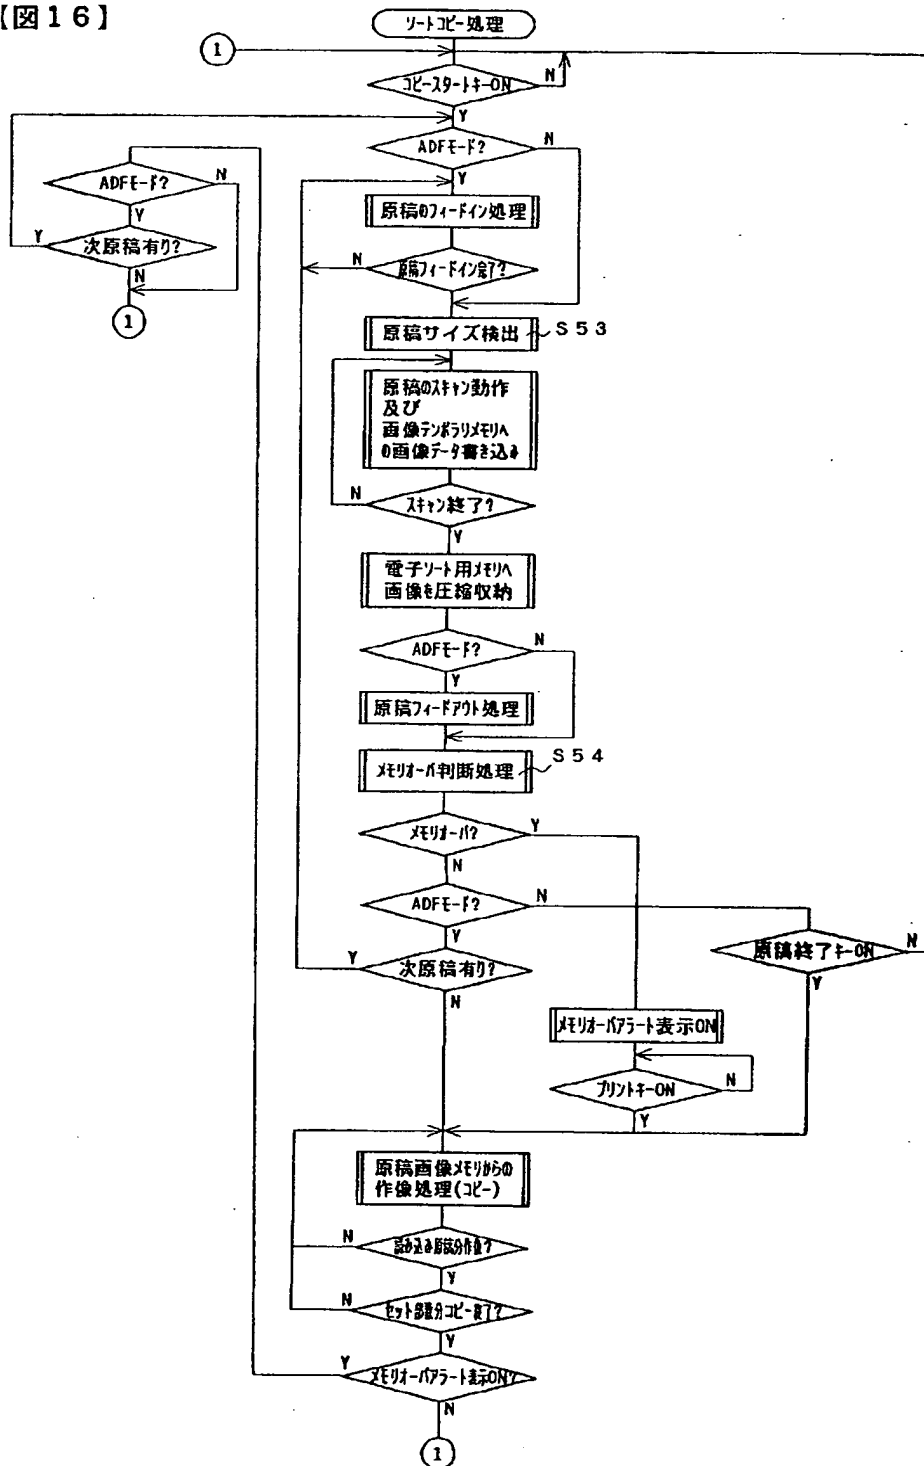 【図１６】
ソートコピー処理
1
コピースタートキーON
N
Y
ADFモード?
N
Y
原稿のフィードイン処理
原稿フィードイン完了?
N
ADFモード?
N
Y
次原稿有り?
Y
N
1
原稿サイズ検出
S53
原稿のスキャン動作
及び
画像テンポラリメモリへ
の画像データ書き込み
スキャン終了?
N
Y
電子ソート用メモリへ
画像を圧縮収納
ADFモード?
N
Y
原稿フィードアウト処理
メモリオーバ判断処理
S54
メモリオーバ?
Y
N
ADFモード?
N
Y
次原稿有り?
Y
N
原稿終了キーON
N
Y
メモリオーバアラート表示ON
プリントキーON
N
Y
原稿画像メモリからの
作像処理(コピー)
読み込み原稿分作像?
N
Y
セット部数分コピー終了?
N
Y
メモリオーバアラート表示ON?
Y
N
1